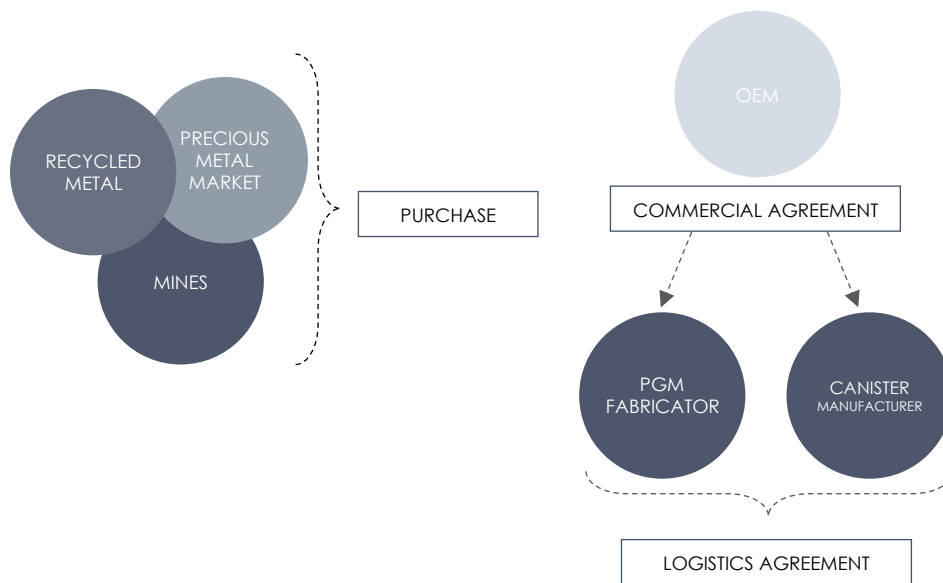 RECYCLED
METAL
PRECIOUS
METAL
MARKET
MINES
PURCHASE
OEM
COMMERCIAL AGREEMENT
PGM
FABRICATOR
CANISTER
MANUFACTURER
LOGISTICS AGREEMENT